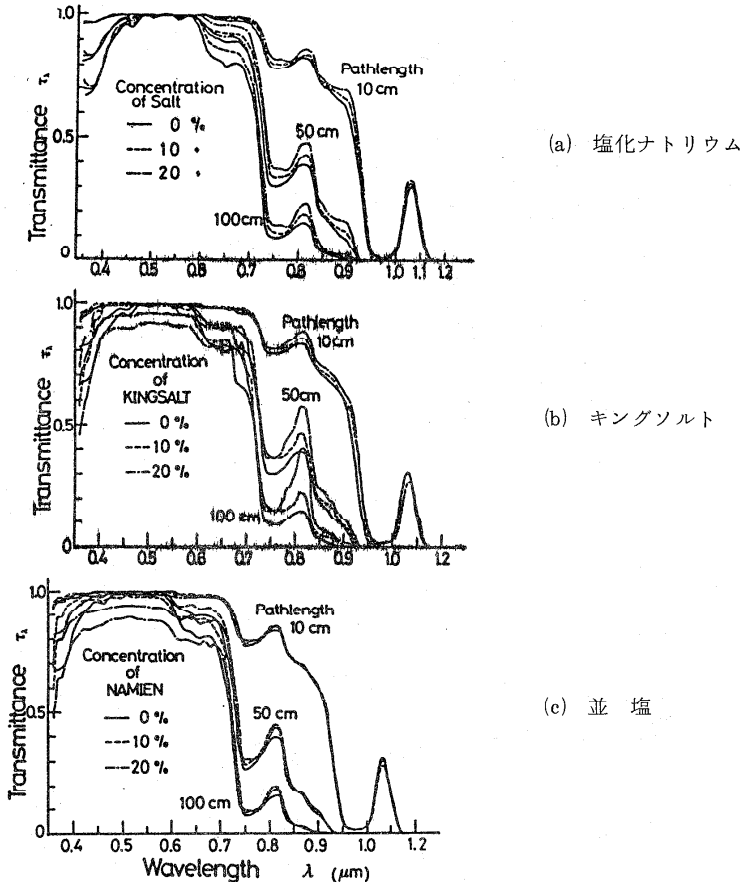 1.0
Transmittance τλ
0.5
0
Pathlength
10 cm
Concentration
of Salt
0 %
10 〃
20 〃
50 cm
100cm
0.4 0.5 0.6 0.7 0.8 0.9 1.0 1.1 1.2
(a) 塩化ナトリウム
1.0
Transmittance τλ
0.5
0
Pathlength
10cm
Concentration
of
KINGSALT
0 %
10 %
20 %
50cm
100 cm
0.4 0.5 0.6 0.7 0.8 0.9 1.0 1.2
(b) キングソルト
1.0
Transmittance τλ
0.5
0
Pathlength
10 cm
Concentration
of
NAMIEN
0 %
10 %
20 %
50 cm
100 cm
0.4 0.5 0.6 0.7 0.8 0.9 1.0 1.2
(c) 並塩
Wavelength λ (μm)